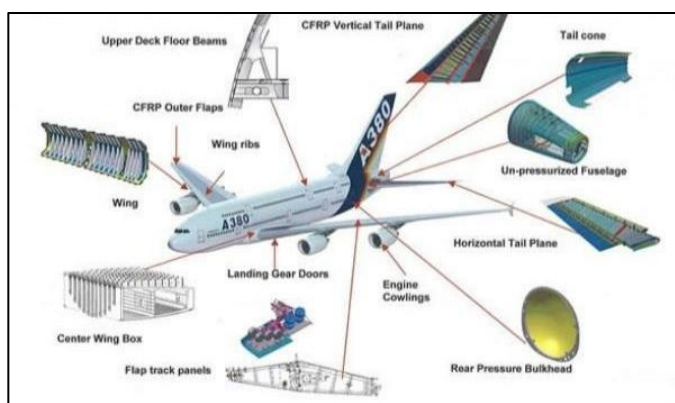 CFRP Vertical Tail Plane
Upper Deck Floor Beams
Tail cone
CFRP Outer Flaps
Wing ribs
A380
Un-pressurized Fuselage
Wing
A380
Horizontal Tail Plane
Landing Gear Doors
Engine
Cowlings
Center Wing Box
Flap track panels
Rear Pressure Bulkhead